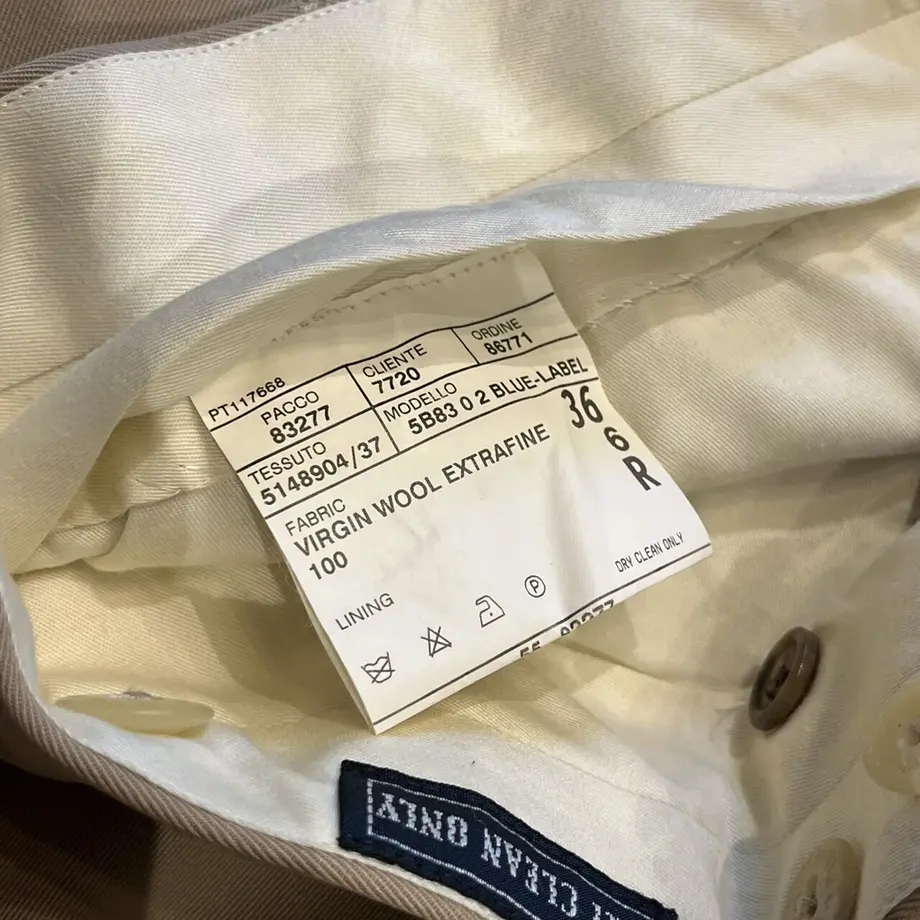 PT117668
PACCO
83277
CLIENTE
7720
ORDINE
86771
TESSUTO
5148904/37
MODELLO
5B83 0 2 BLUE-LABEL
FABRIC
VIRGIN WOOL EXTRAFINE
100
36
6
R
LINING
DRY CLEAN ONLY
P
CLEAN ONLY